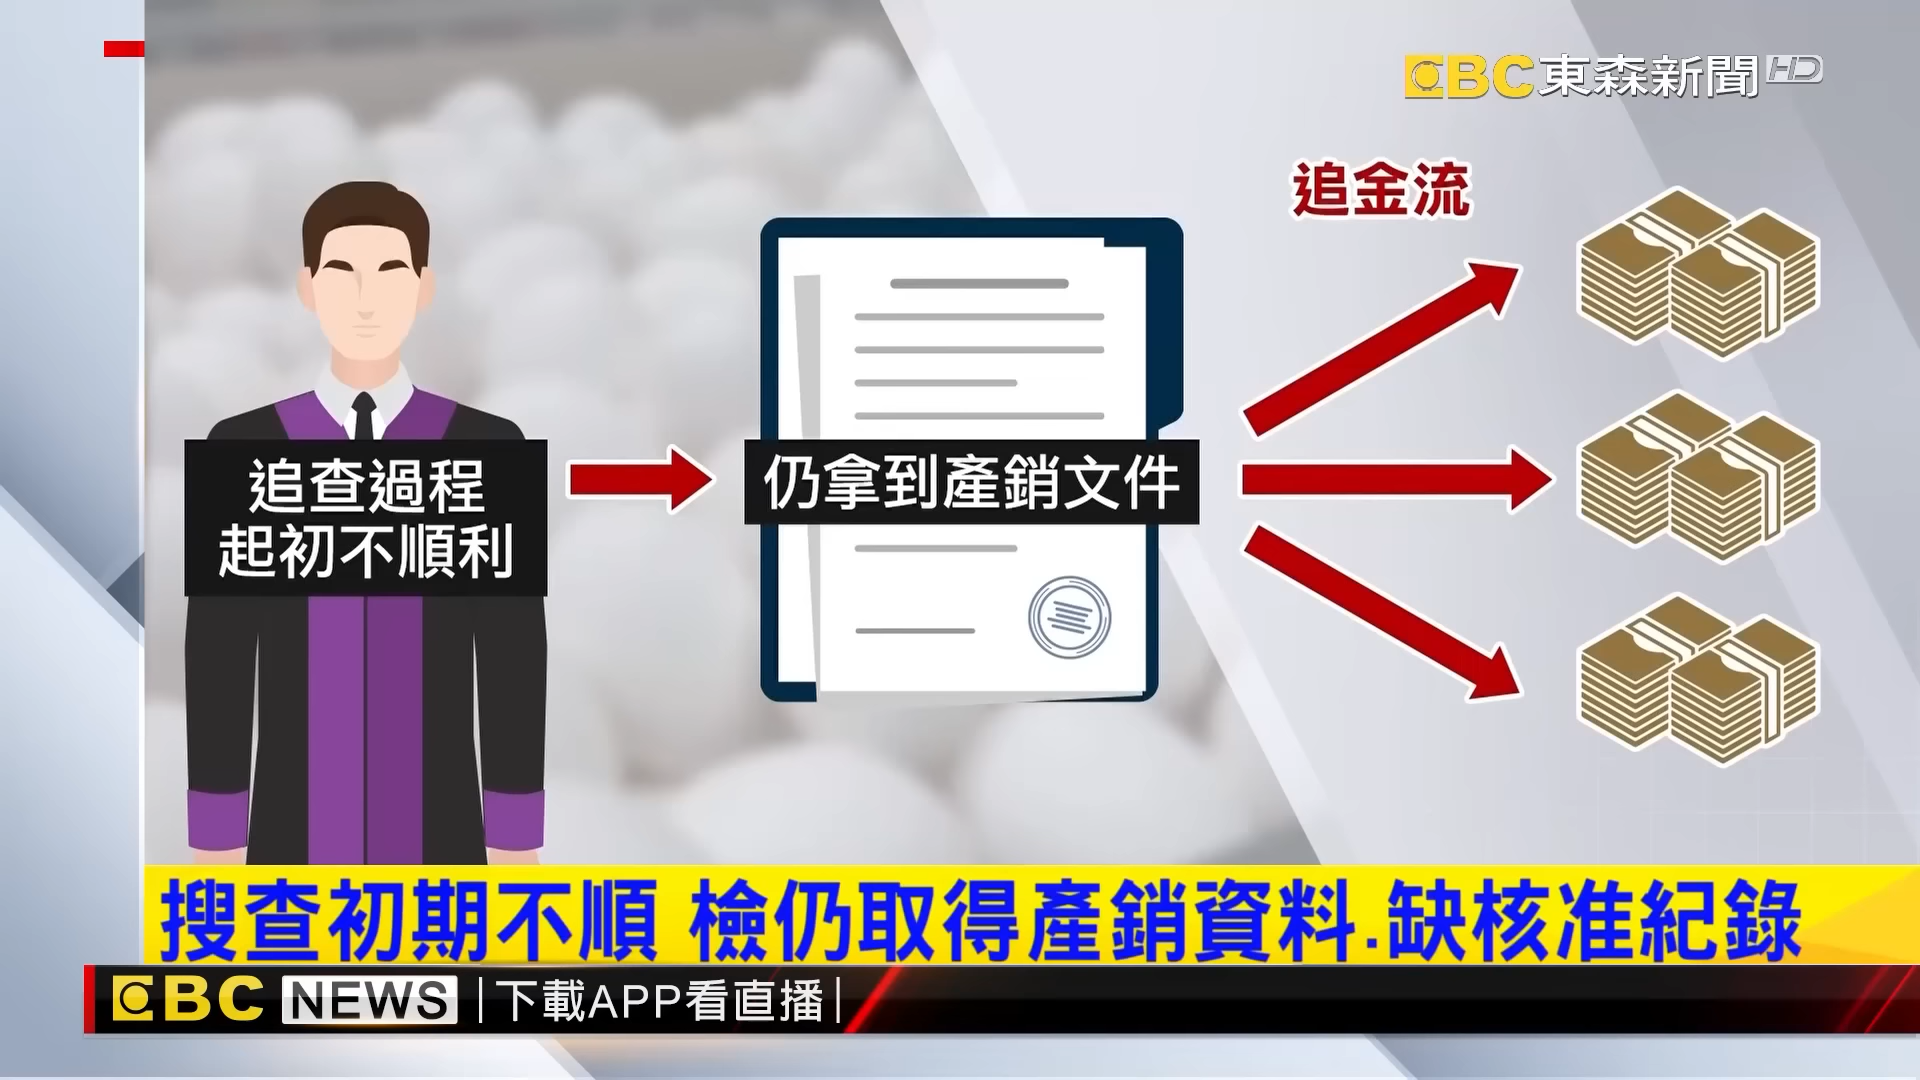 EBC東森新聞HD
追金流
追查過程
起初不順利
仍拿到產銷文件
搜查初期不順 檢仍取得產銷資料.缺核准紀錄
EBC NEWS |下載APP看直播|